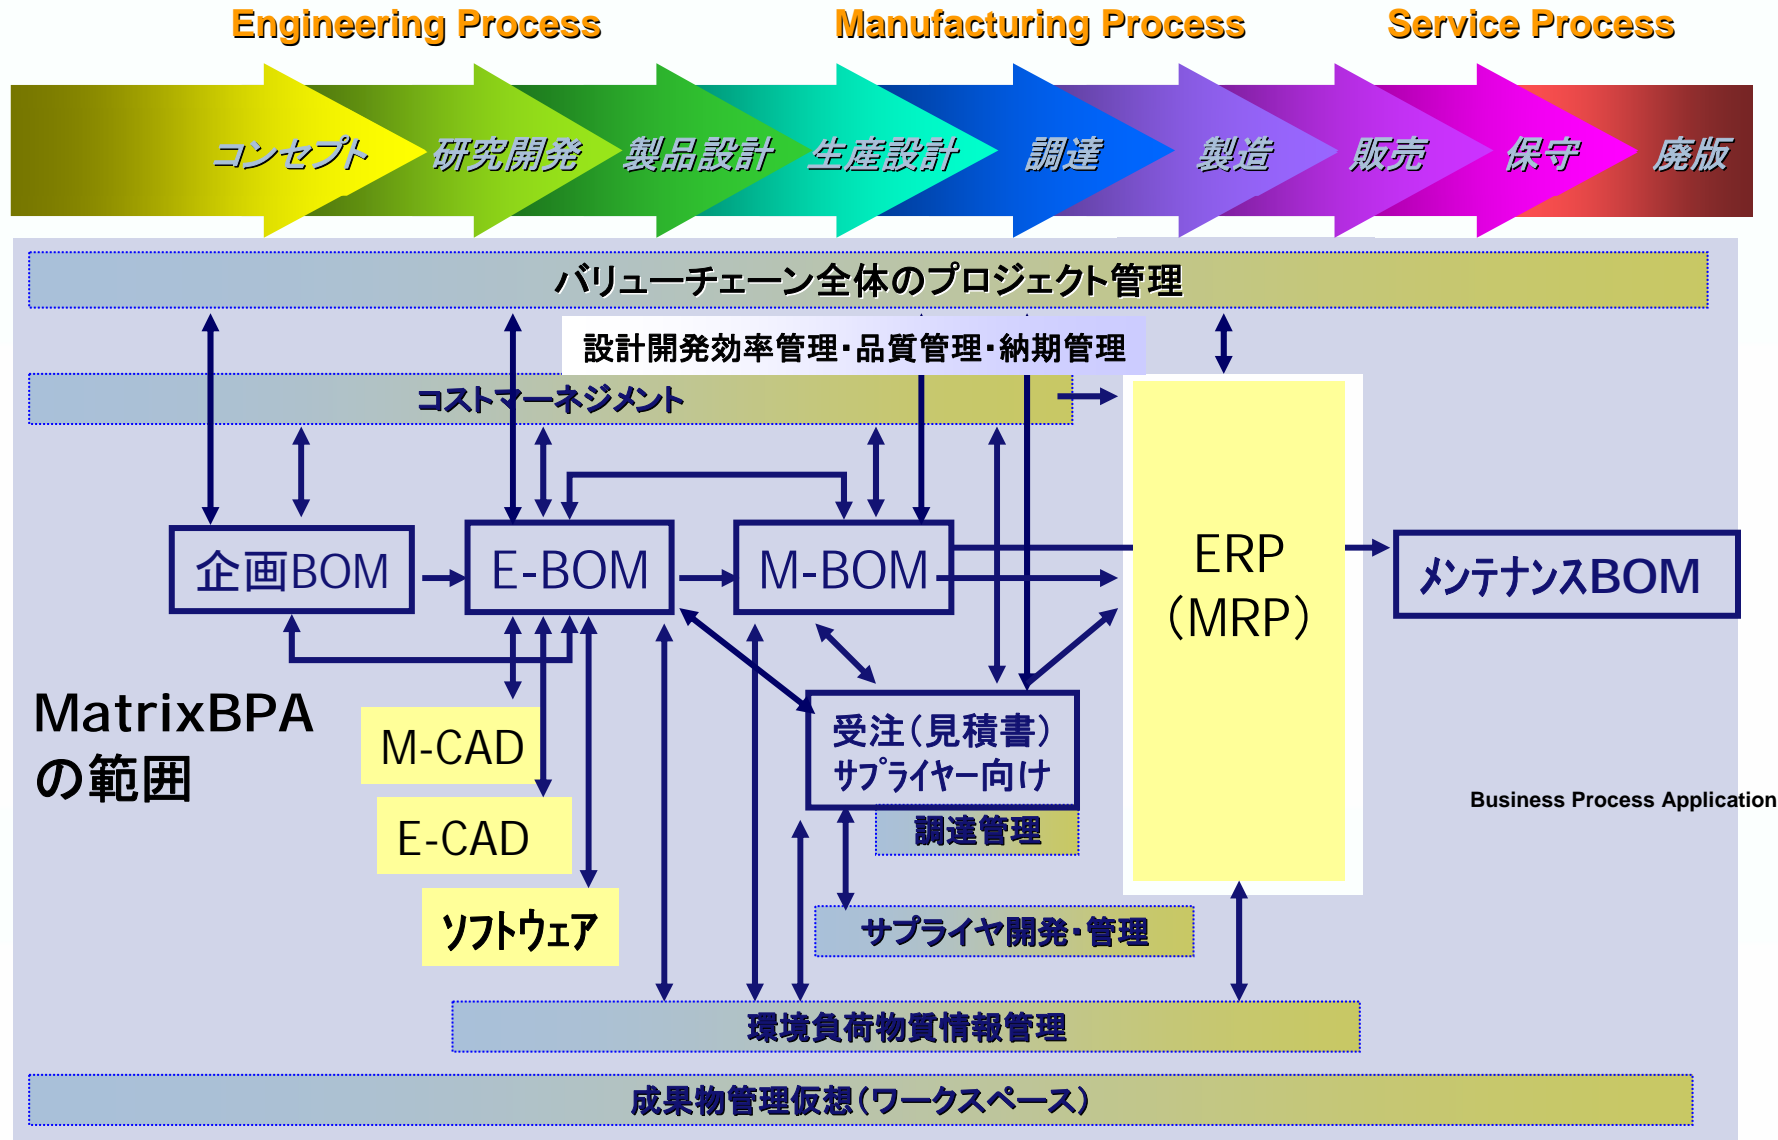 Engineering Process
Manufacturing Process
Service Process
コンセプト
研究開発
製品設計
生産設計
調達
製造
販売
保守
廃版
バリューチェーン全体のプロジェクト管理
設計開発効率管理・品質管理・納期管理
コストマーネジメント
企画BOM
E-BOM
M-BOM
ERP
（MRP）
メンテナンスBOM
MatrixBPA
の範囲
M-CAD
E-CAD
ソフトウェア
受注（見積書）
サプライヤー向け
調達管理
Business Process Application
サプライヤ開発・管理
環境負荷物質情報管理
成果物管理仮想（ワークスペース）